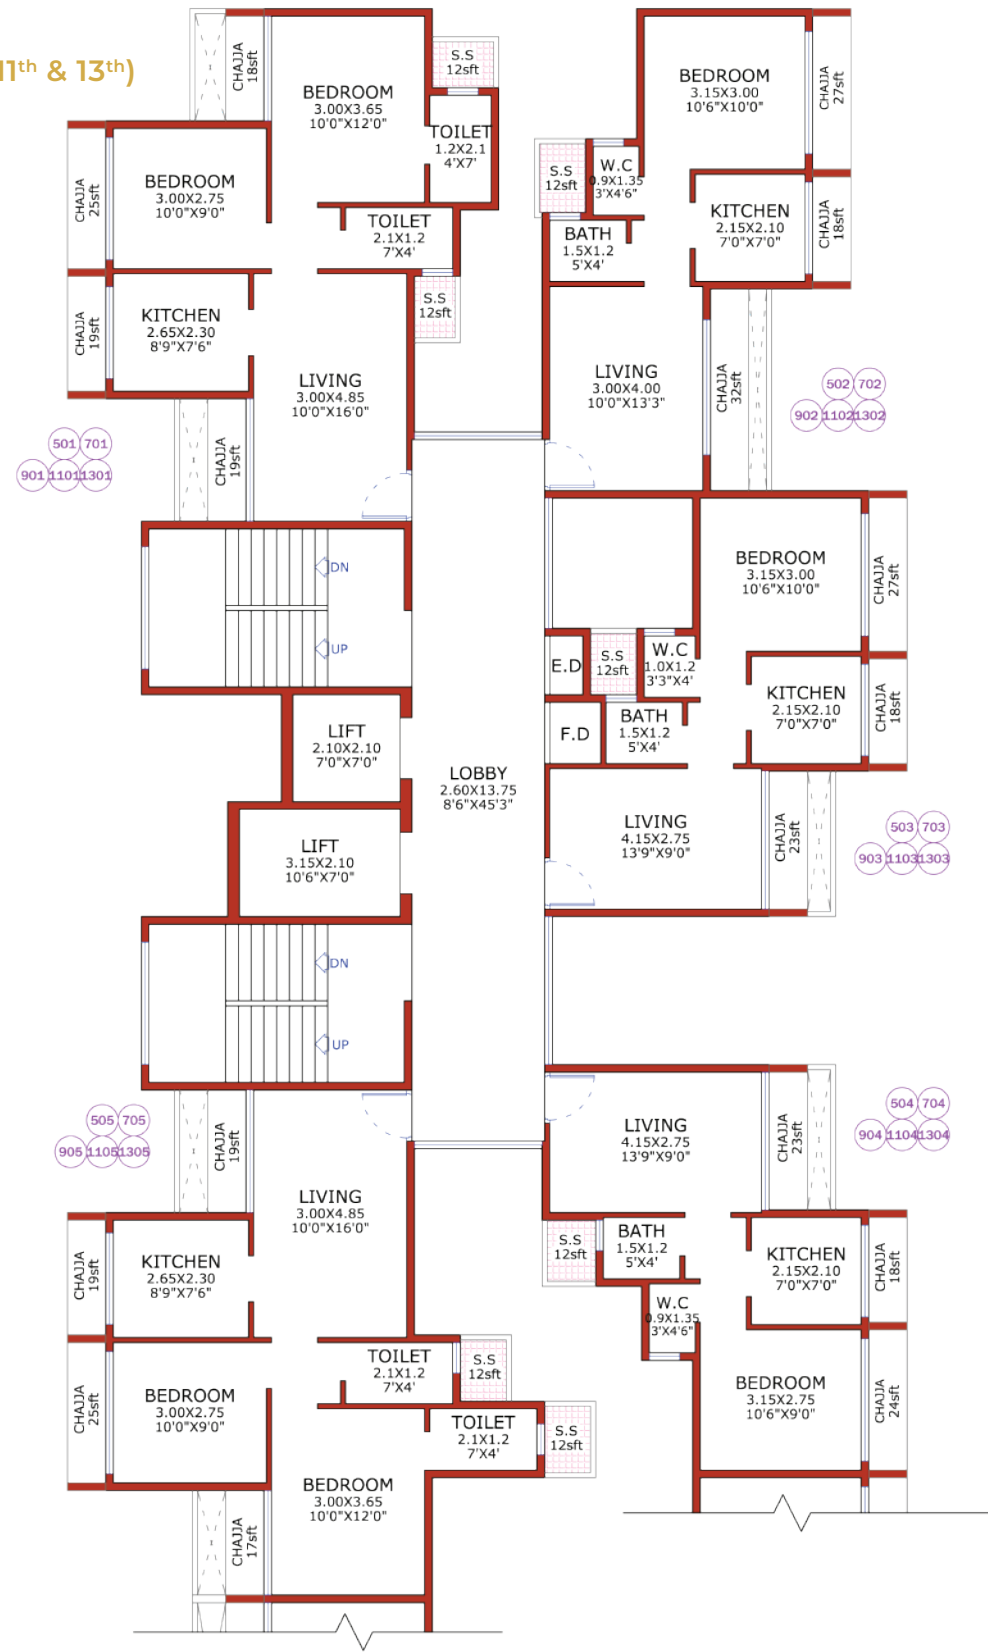 11th & 13th)
CHAJJA
18sft
BEDROOM
3.00X3.65
10'0"X12'0"
S.S
12sft
TOILET
1.2X2.1
4'X7'
CHAJJA
25sft
BEDROOM
3.00X2.75
10'0"X9'0"
TOILET
2.1X1.2
7'X4'
S.S
12sft
CHAJJA
19sft
KITCHEN
2.65X2.30
8'9"X7'6"
LIVING
3.00X4.85
10'0"X16'0"
CHAJJA
19sft
501 701
901 1101 1301
BEDROOM
3.15X3.00
10'6"X10'0"
CHAJJA
27sft
S.S
12sft
W.C
0.9X1.35
3'X4'6"
KITCHEN
2.15X2.10
7'0"X7'0"
CHAJJA
18sft
BATH
1.5X1.2
5'X4'
LIVING
3.00X4.00
10'0"X13'3"
CHAJJA
32sft
502 702
902 1102 1302
DN
UP
LIFT
2.10X2.10
7'0"X7'0"
LIFT
3.15X2.10
10'6"X7'0"
LOBBY
2.60X13.75
8'6"X45'3"
DN
UP
BEDROOM
3.15X3.00
10'6"X10'0"
CHAJJA
27sft
E.D
S.S
12sft
W.C
1.0X1.2
3'3"X4'
KITCHEN
2.15X2.10
7'0"X7'0"
CHAJJA
18sft
F.D
BATH
1.5X1.2
5'X4'
LIVING
4.15X2.75
13'9"X9'0"
CHAJJA
23sft
503 703
903 1103 1303
LIVING
4.15X2.75
13'9"X9'0"
CHAJJA
23sft
504 704
904 1104 1304
S.S
12sft
BATH
1.5X1.2
5'X4'
KITCHEN
2.15X2.10
7'0"X7'0"
CHAJJA
18sft
W.C
0.9X1.35
3'X4'6"
BEDROOM
3.15X2.75
10'6"X9'0"
CHAJJA
24sft
505 705
905 1105 1305
CHAJJA
19sft
LIVING
3.00X4.85
10'0"X16'0"
CHAJJA
19sft
KITCHEN
2.65X2.30
8'9"X7'6"
TOILET
2.1X1.2
7'X4'
S.S
12sft
CHAJJA
25sft
BEDROOM
3.00X2.75
10'0"X9'0"
TOILET
2.1X1.2
7'X4'
S.S
12sft
BEDROOM
3.00X3.65
10'0"X12'0"
CHAJJA
17sft